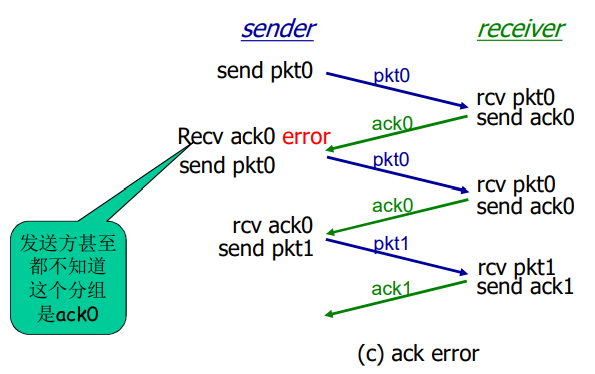 sender
receiver
send pkt0
pkt0
rcv pkt0
send ack0
ack0
Recv ack0 error
send pkt0
pkt0
rcv pkt0
send ack0
ack0
rcv ack0
send pkt1
pkt1
rcv pkt1
send ack1
ack1
发送方甚至
都不知道
这个分组
是ack0
(c) ack error